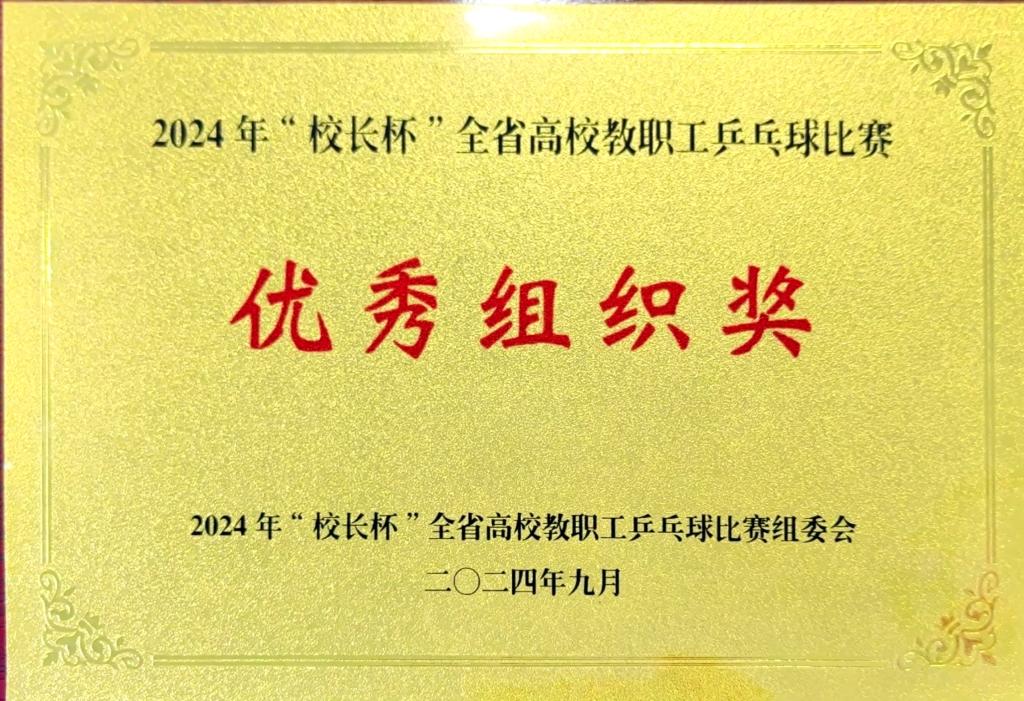 2024 年“校长杯”全省高校教职工乒乓球比赛
优秀组织奖
2024 年“校长杯”全省高校教职工乒乓球比赛组委会
二〇二四年九月